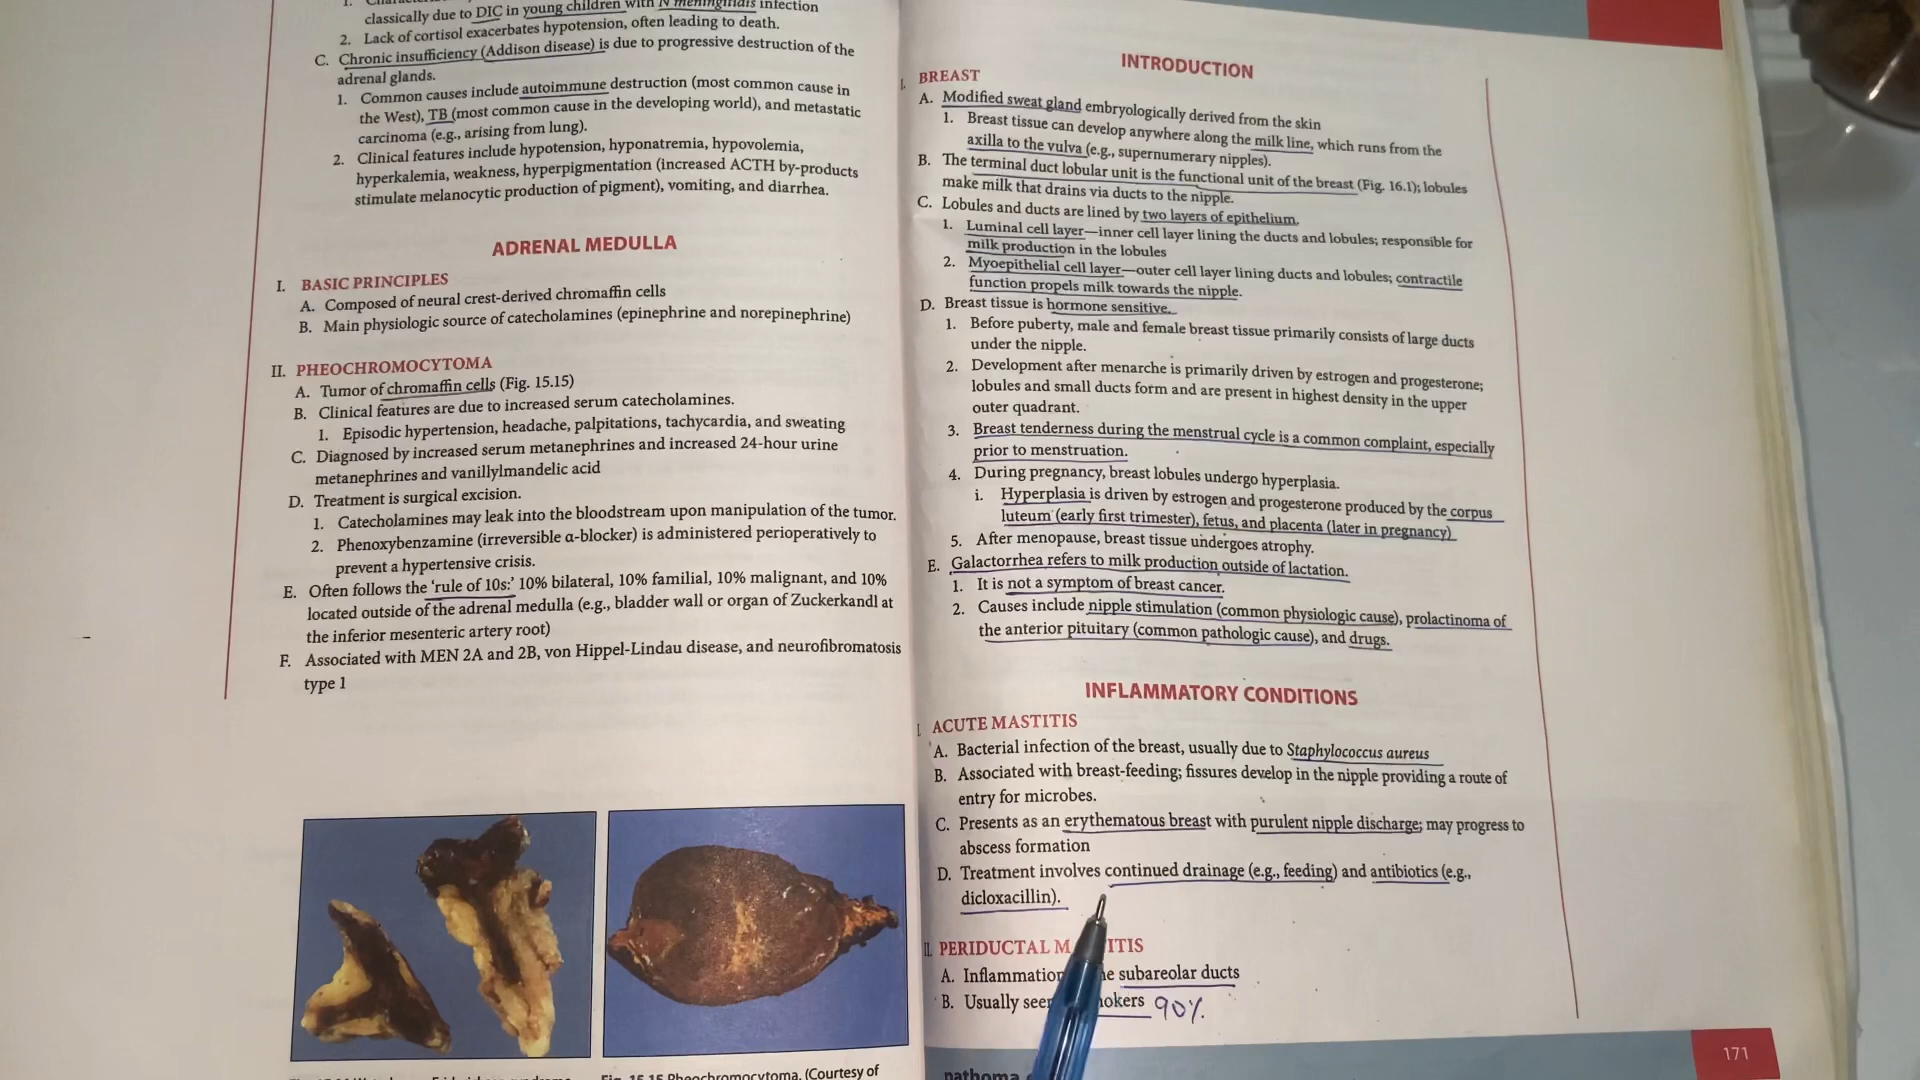 1.
classically due to DIC in young children with N meningitidis infection
2. Lack of cortisol exacerbates hypotension, often leading to death.
C. Chronic insufficiency (Addison disease) is due to progressive destruction of the
adrenal glands.
1. Common causes include autoimmune destruction (most common cause in
the West), TB (most common cause in the developing world), and metastatic
carcinoma (e.g., arising from lung).
2. Clinical features include hypotension, hyponatremia, hypovolemia,
hyperkalemia, weakness, hyperpigmentation (increased ACTH by-products
stimulate melanocytic production of pigment), vomiting, and diarrhea.
ADRENAL MEDULLA
I. BASIC PRINCIPLES
A. Composed of neural crest-derived chromaffin cells
B. Main physiologic source of catecholamines (epinephrine and norepinephrine)
II. PHEOCHROMOCYTOMA
A. Tumor of chromaffin cells (Fig. 15.15)
B. Clinical features are due to increased serum catecholamines.
1. Episodic hypertension, headache, palpitations, tachycardia, and sweating
C. Diagnosed by increased serum metanephrines and increased 24-hour urine
metanephrines and vanillylmandelic acid
D. Treatment is surgical excision.
1. Catecholamines may leak into the bloodstream upon manipulation of the tumor.
2. Phenoxybenzamine (irreversible α-blocker) is administered perioperatively to
prevent a hypertensive crisis.
E. Often follows the 'rule of 10s:' 10% bilateral, 10% familial, 10% malignant, and 10%
located outside of the adrenal medulla (e.g., bladder wall or organ of Zuckerkandl at
the inferior mesenteric artery root)
F. Associated with MEN 2A and 2B, von Hippel-Lindau disease, and neurofibromatosis
type 1
Fig. 15.15 Pheochromocytoma. (Courtesy of
INTRODUCTION
I. BREAST
A. Modified sweat gland embryologically derived from the skin
1. Breast tissue can develop anywhere along the milk line, which runs from the
axilla to the vulva (e.g., supernumerary nipples).
B. The terminal duct lobular unit is the functional unit of the breast (Fig. 16.1); lobules
make milk that drains via ducts to the nipple.
C. Lobules and ducts are lined by two layers of epithelium.
1. Luminal cell layer—inner cell layer lining the ducts and lobules; responsible for
milk production in the lobules
2. Myoepithelial cell layer—outer cell layer lining ducts and lobules; contractile
function propels milk towards the nipple.
D. Breast tissue is hormone sensitive.
1. Before puberty, male and female breast tissue primarily consists of large ducts
under the nipple.
2. Development after menarche is primarily driven by estrogen and progesterone;
lobules and small ducts form and are present in highest density in the upper
outer quadrant.
3. Breast tenderness during the menstrual cycle is a common complaint, especially
prior to menstruation.
4. During pregnancy, breast lobules undergo hyperplasia.
i. Hyperplasia is driven by estrogen and progesterone produced by the corpus
luteum (early first trimester), fetus, and placenta (later in pregnancy)
5. After menopause, breast tissue undergoes atrophy.
E. Galactorrhea refers to milk production outside of lactation.
1. It is not a symptom of breast cancer.
2. Causes include nipple stimulation (common physiologic cause), prolactinoma of
the anterior pituitary (common pathologic cause), and drugs.
INFLAMMATORY CONDITIONS
I. ACUTE MASTITIS
A. Bacterial infection of the breast, usually due to Staphylococcus aureus
B. Associated with breast-feeding; fissures develop in the nipple providing a route of
entry for microbes.
C. Presents as an erythematous breast with purulent nipple discharge; may progress to
abscess formation
D. Treatment involves continued drainage (e.g., feeding) and antibiotics (e.g.,
dicloxacillin).
II. PERIDUCTAL M ITIS
A. Inflammation subareolar ducts
B. Usually seen okers 90%
pathoma
171